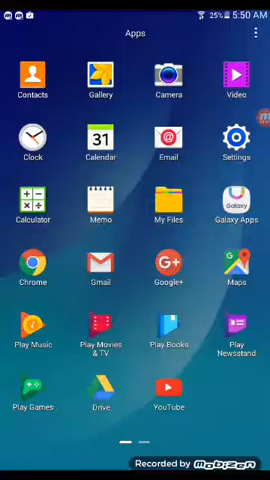 25% 5:50 AM
Apps
Contacts Gallery Camera Video
31
Clock Calendar Email Settings
Galaxy
Calculator Memo My Files Galaxy Apps
G+
Chrome Gmail Google+ Maps
Play Music Play Movies & TV Play Books Play Newsstand
Play Games Drive YouTube
Recorded by mobizen